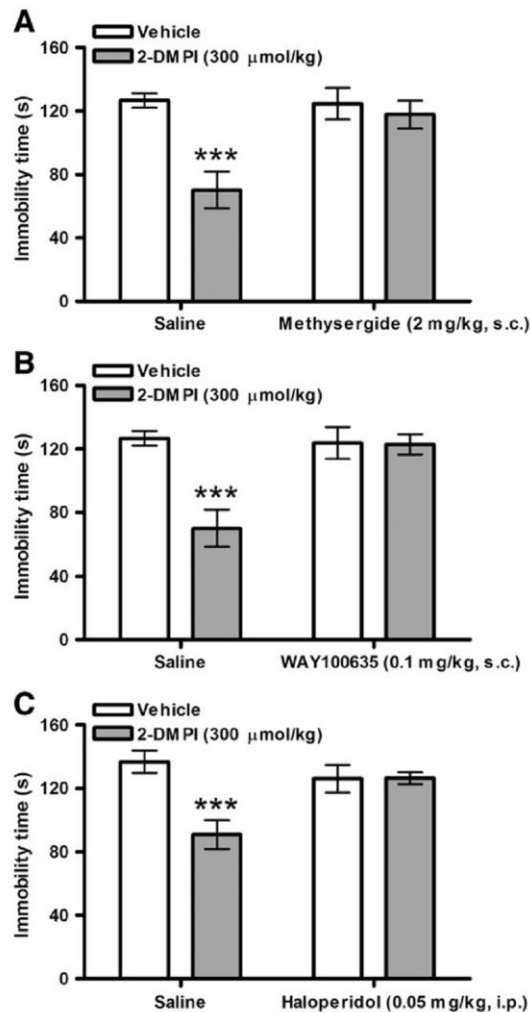 A
Vehicle
2-DMPI (300 μmol/kg)
Immobility time (s)
160
120
80
40
0
***
Saline
Methysergide (2 mg/kg, s.c.)
B
Vehicle
2-DMPI (300 μmol/kg)
Immobility time (s)
160
120
80
40
0
***
Saline
WAY100635 (0.1 mg/kg, s.c.)
C
Vehicle
2-DMPI (300 μmol/kg)
Immobility time (s)
160
120
80
40
0
***
Saline
Haloperidol (0.05 mg/kg, i.p.)